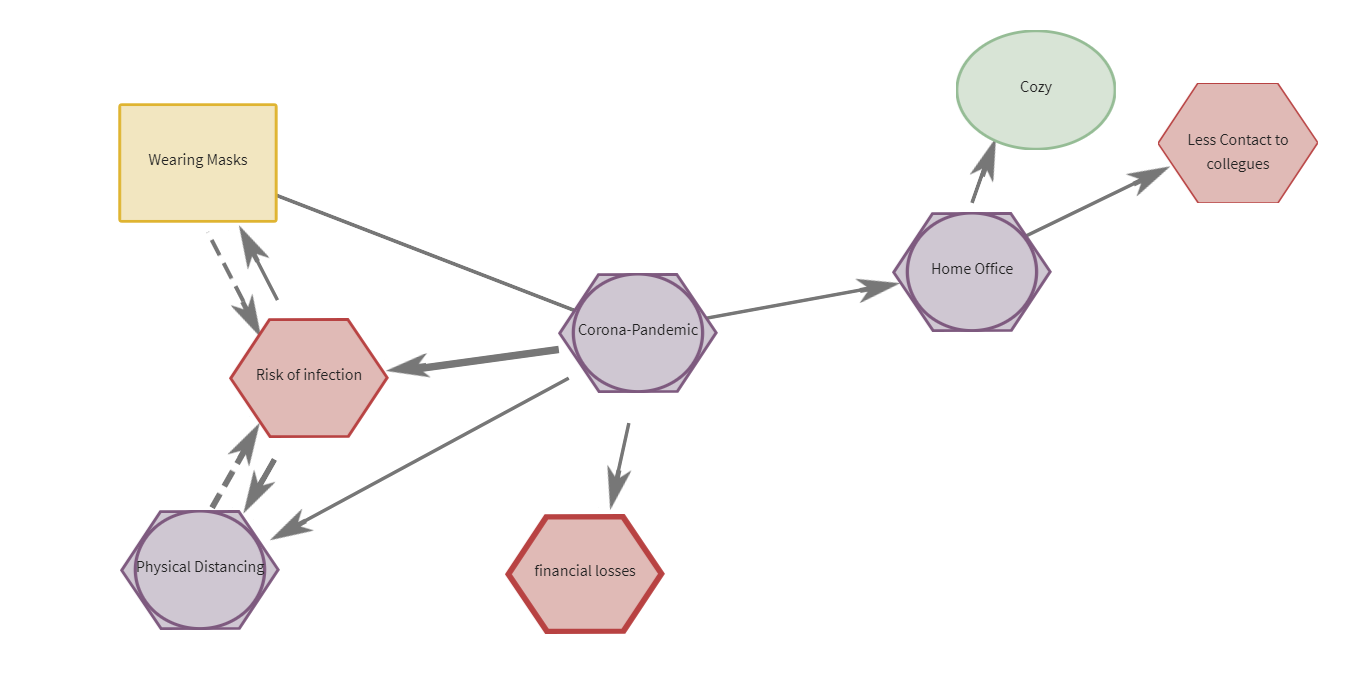 Cozy
Less Contact to
collegues
Wearing Masks
Home Office
Corona-Pandemic
Risk of infection
Physical Distancing
financial losses